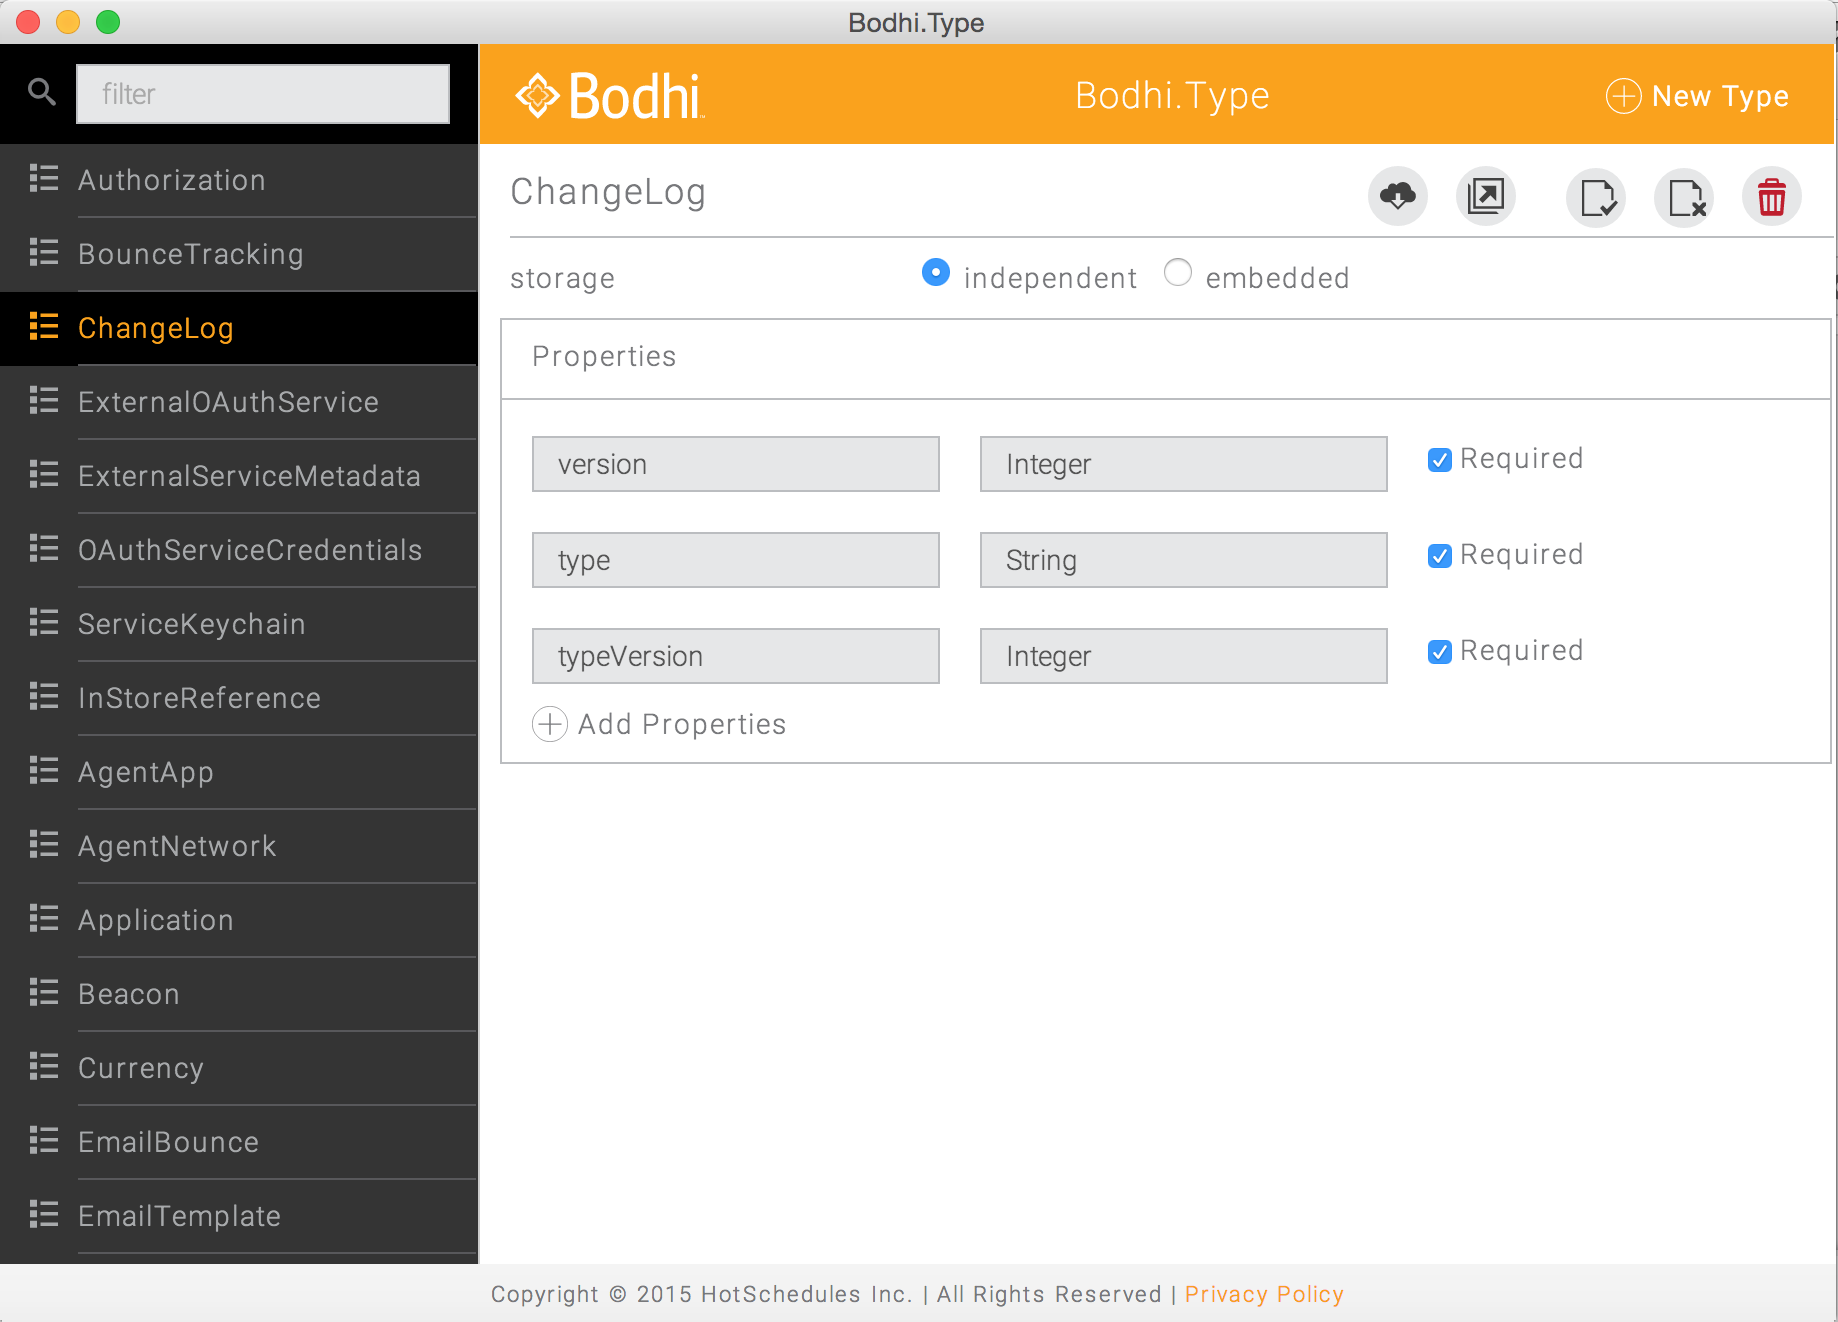 Bodhi.Type
filter
Authorization
BounceTracking
ChangeLog
ExternalOAuthService
ExternalServiceMetadata
OAuthServiceCredentials
ServiceKeychain
InStoreReference
AgentApp
AgentNetwork
Application
Beacon
Currency
EmailBounce
EmailTemplate
Bodhi™ Bodhi.Type New Type
ChangeLog
storage independent embedded
Properties
version Integer Required
type String Required
typeVersion Integer Required
Add Properties
Copyright © 2015 HotSchedules Inc. | All Rights Reserved | Privacy Policy